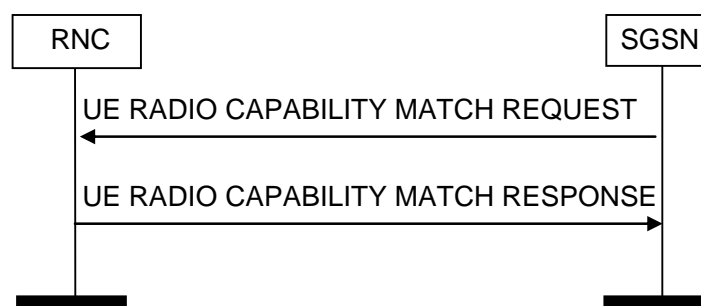 RNC
SGSN
UE RADIO CAPABILITY MATCH REQUEST
UE RADIO CAPABILITY MATCH RESPONSE